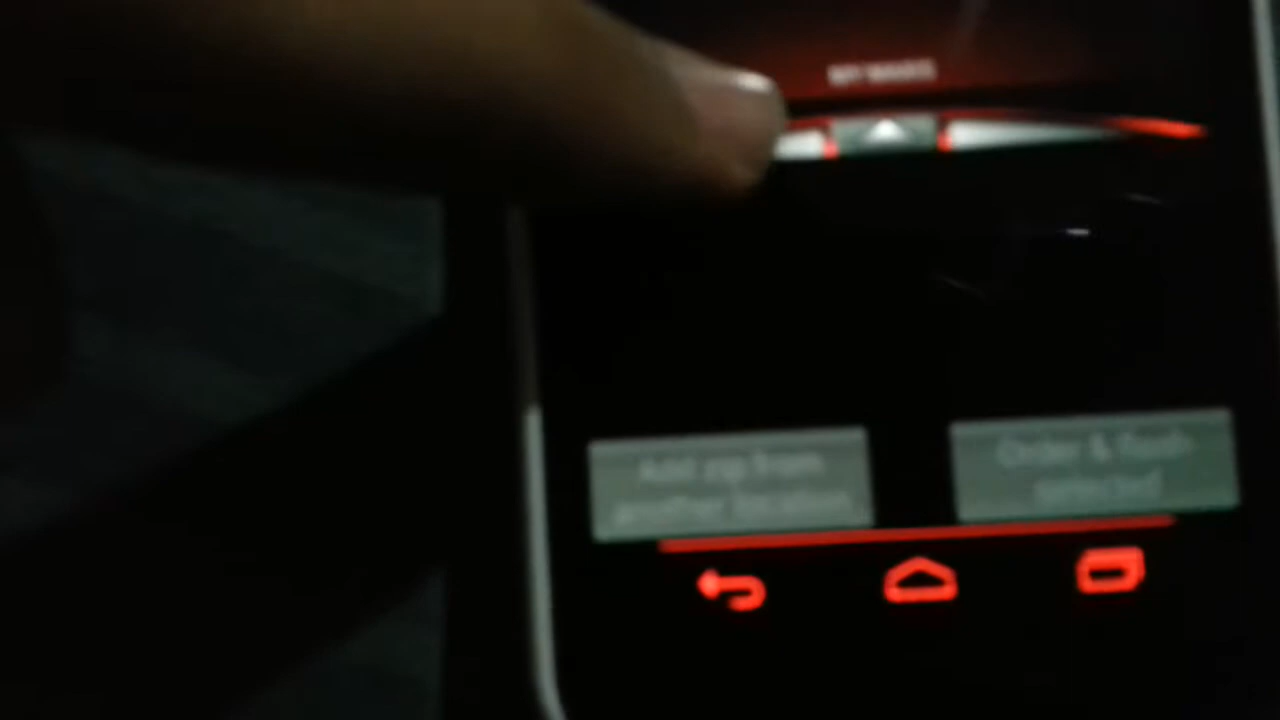 Add zip from
another location
Order & flash
selected